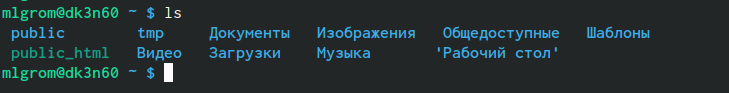 mlgrom@dk3n60 ~ $ ls
public tmp Документы Изображения Общедоступные Шаблоны
public_html Видео Загрузки Музыка 'Рабочий стол'
mlgrom@dk3n60 ~ $